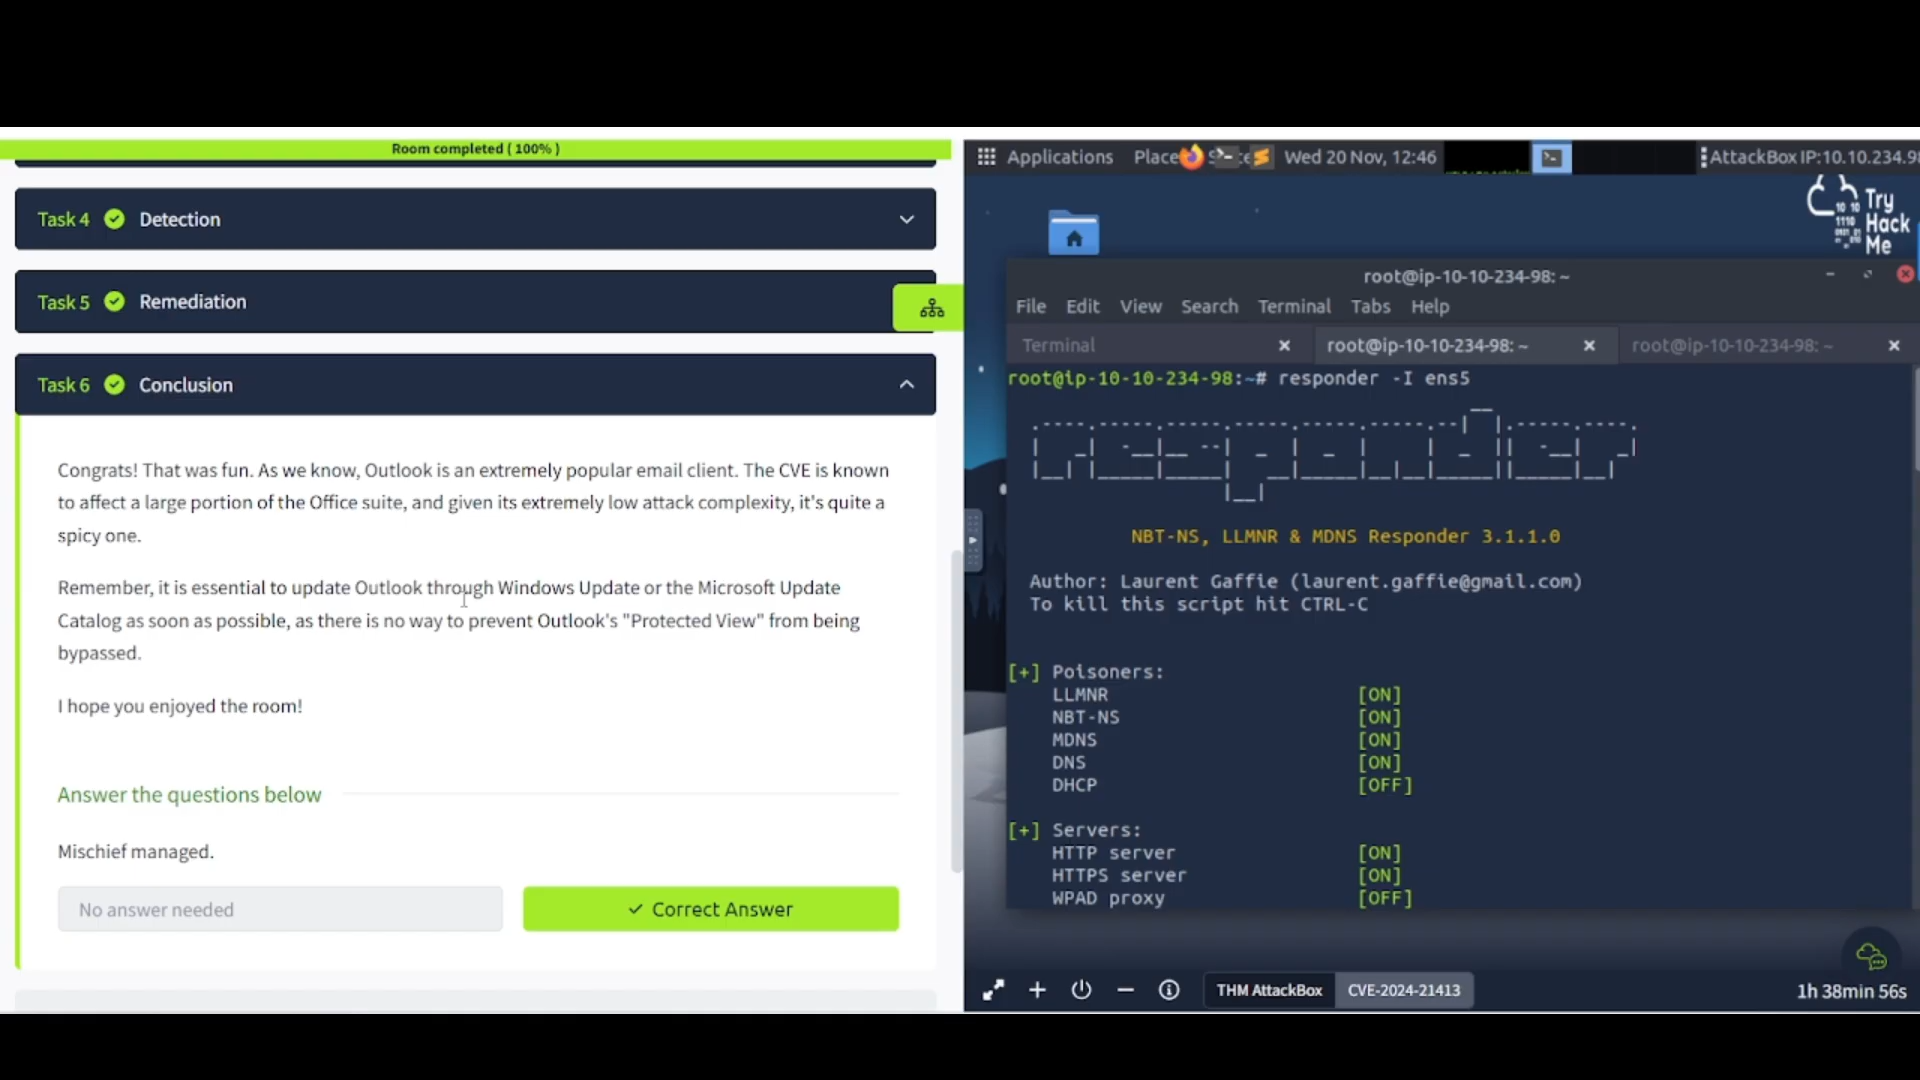 Room completed ( 100% )
Task 4 Detection
Task 5 Remediation
Task 6 Conclusion
Congrats! That was fun. As we know, Outlook is an extremely popular email client. The CVE is known
to affect a large portion of the Office suite, and given its extremely low attack complexity, it's quite a
spicy one.
Remember, it is essential to update Outlook through Windows Update or the Microsoft Update
Catalog as soon as possible, as there is no way to prevent Outlook's "Protected View" from being
bypassed.
I hope you enjoyed the room!
Answer the questions below
Mischief managed.
No answer needed
Correct Answer
Applications Place Wed 20 Nov, 12:46 AttackBox IP:10.10.234.98
Try
Hack
Me
root@ip-10-10-234-98: ~
File Edit View Search Terminal Tabs Help
Terminal root@ip-10-10-234-98: ~ root@ip-10-10-234-98: ~
root@ip-10-10-234-98:~# responder -I ens5
responder
NBT-NS, LLMNR & MDNS Responder 3.1.1.0
Author: Laurent Gaffie (laurent.gaffie@gmail.com)
To kill this script hit CTRL-C
[+] Poisoners:
LLMNR [ON]
NBT-NS [ON]
MDNS [ON]
DNS [ON]
DHCP [OFF]
[+] Servers:
HTTP server [ON]
HTTPS server [ON]
WPAD proxy [OFF]
THM AttackBox CVE-2024-21413 1h 38min 56s